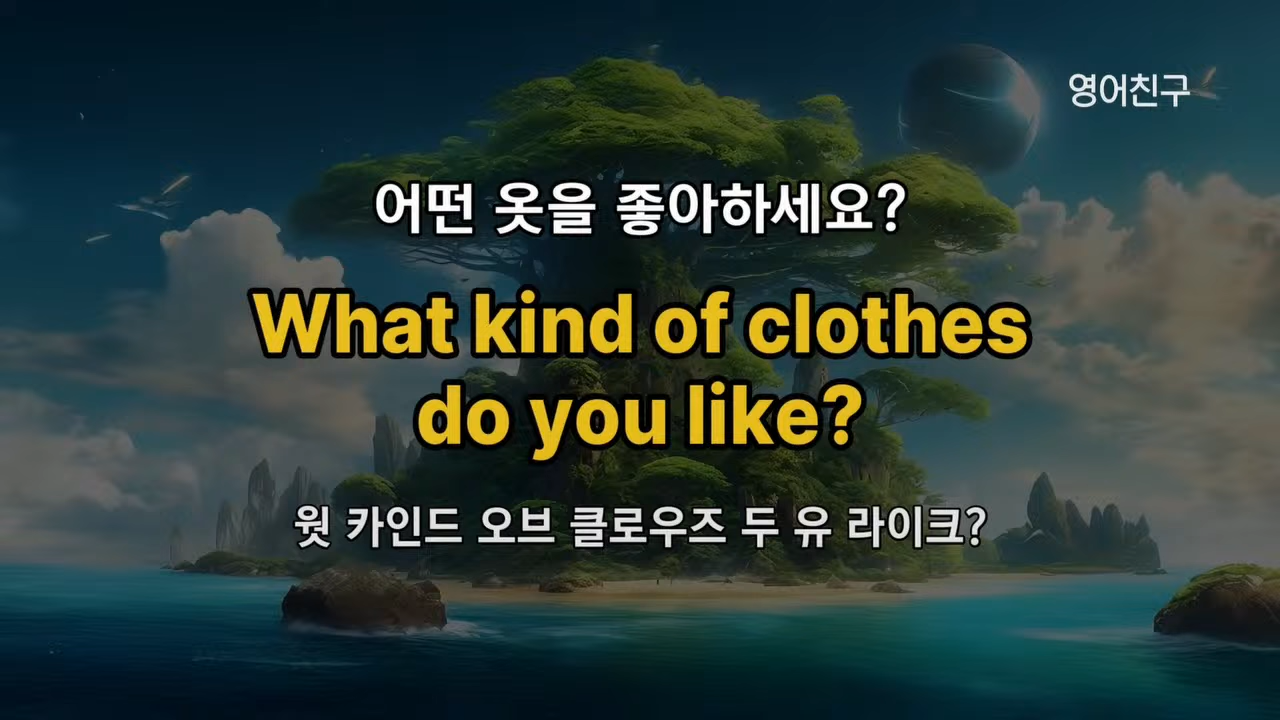 영어친구
어떤 옷을 좋아하세요?
What kind of clothes
do you like?
웟 카인드 오브 클로우즈 두 유 라이크?